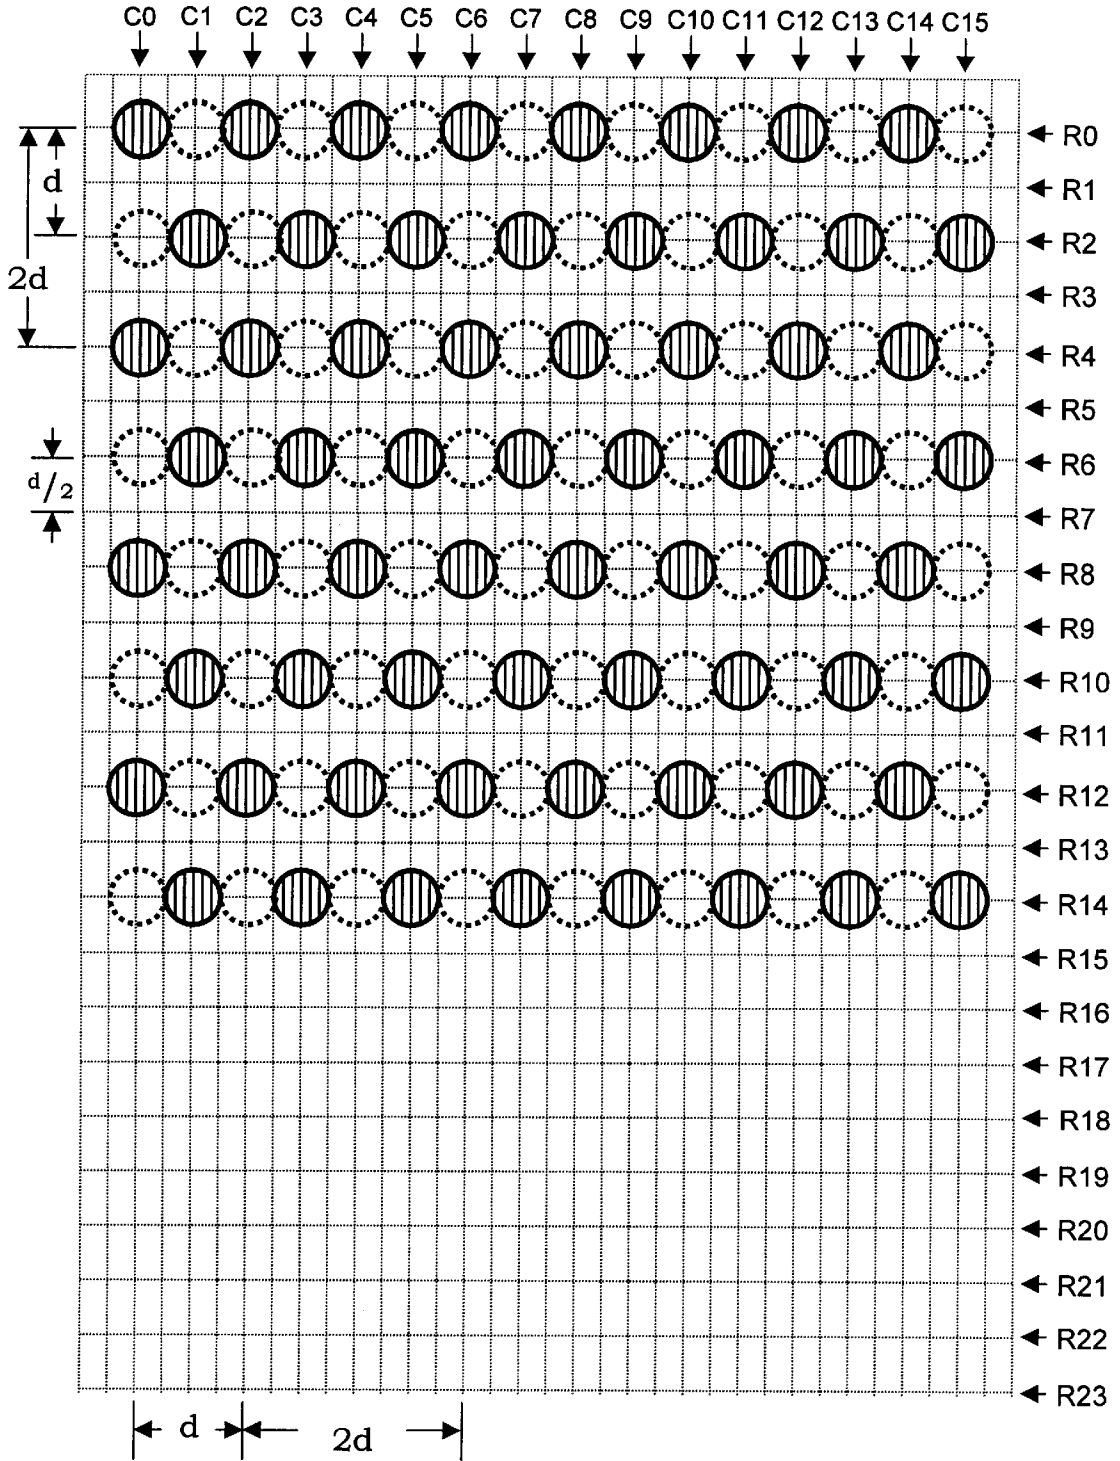 C0 C1 C2 C3 C4 C5 C6 C7 C8 C9 C10 C11 C12 C13 C14 C15
R0
d
R1
R2
2d
R3
R4
R5
R6
d/2
R7
R8
R9
R10
R11
R12
R13
R14
R15
R16
R17
R18
R19
R20
R21
R22
R23
d 2d